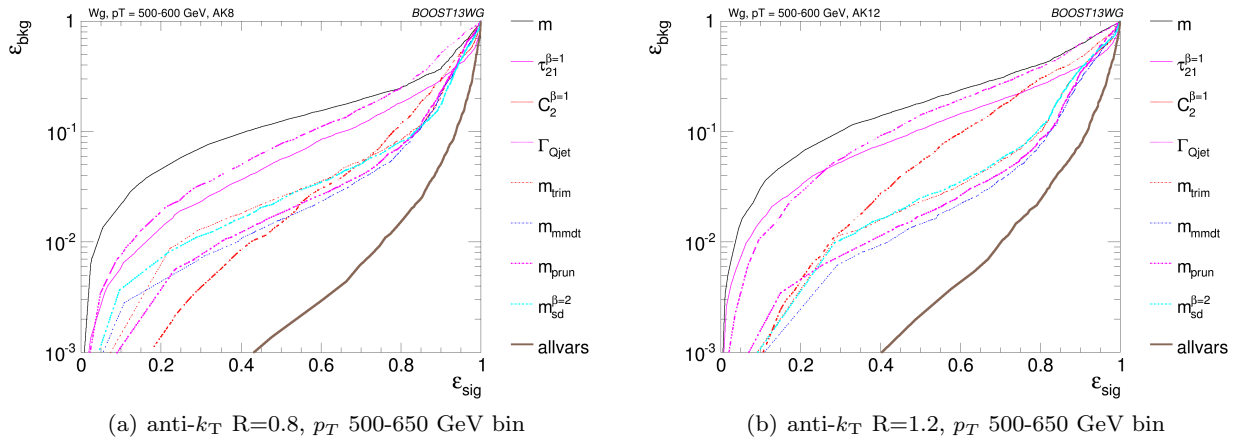 Wg, pT = 500-600 GeV, AK8 BOOST13WG
ε_bkg
1
10^-1
10^-2
10^-3
0 0.2 0.4 0.6 0.8 1
ε_sig
m
τ_21^β=1
C_2^β=1
Γ_Qjet
m_trim
m_mmdt
m_prun
m_sd^β=2
allvars
(a) anti-k_T R=0.8, p_T 500-650 GeV bin
Wg, pT = 500-600 GeV, AK12 BOOST13WG
ε_bkg
1
10^-1
10^-2
10^-3
0 0.2 0.4 0.6 0.8 1
ε_sig
m
τ_21^β=1
C_2^β=1
Γ_Qjet
m_trim
m_mmdt
m_prun
m_sd^β=2
allvars
(b) anti-k_T R=1.2, p_T 500-650 GeV bin